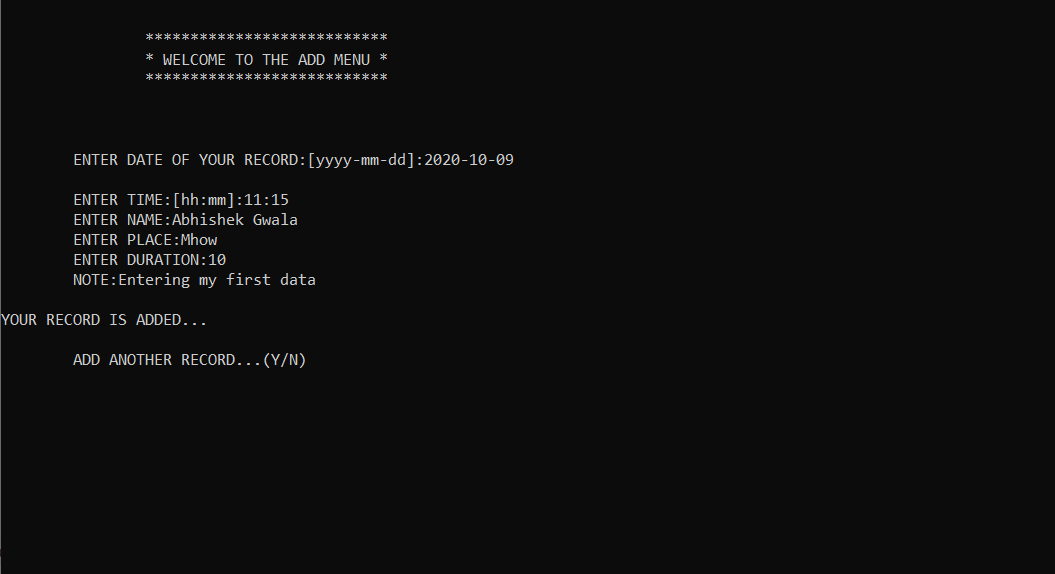 ***************************
* WELCOME TO THE ADD MENU *
***************************
ENTER DATE OF YOUR RECORD:[yyyy-mm-dd]:2020-10-09
ENTER TIME:[hh:mm]:11:15
ENTER NAME:Abhishek Gwala
ENTER PLACE:Mhow
ENTER DURATION:10
NOTE:Entering my first data
YOUR RECORD IS ADDED...
ADD ANOTHER RECORD...(Y/N)